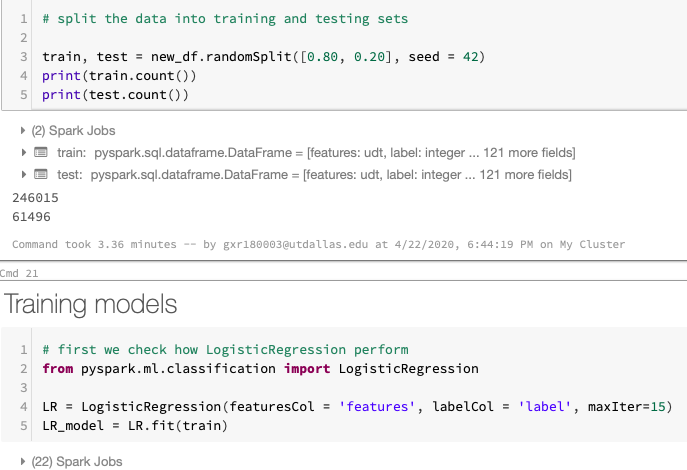 1 # split the data into training and testing sets
2
3 train, test = new_df.randomSplit([0.80, 0.20], seed = 42)
4 print(train.count())
5 print(test.count())
(2) Spark Jobs
train: pyspark.sql.dataframe.DataFrame = [features: udt, label: integer ... 121 more fields]
test: pyspark.sql.dataframe.DataFrame = [features: udt, label: integer ... 121 more fields]
246015
61496
Command took 3.36 minutes -- by gxr180003@utdallas.edu at 4/22/2020, 6:44:19 PM on My Cluster
Cmd 21
Training models
1 # first we check how LogisticRegression perform
2 from pyspark.ml.classification import LogisticRegression
3
4 LR = LogisticRegression(featuresCol = 'features', labelCol = 'label', maxIter=15)
5 LR_model = LR.fit(train)
(22) Spark Jobs